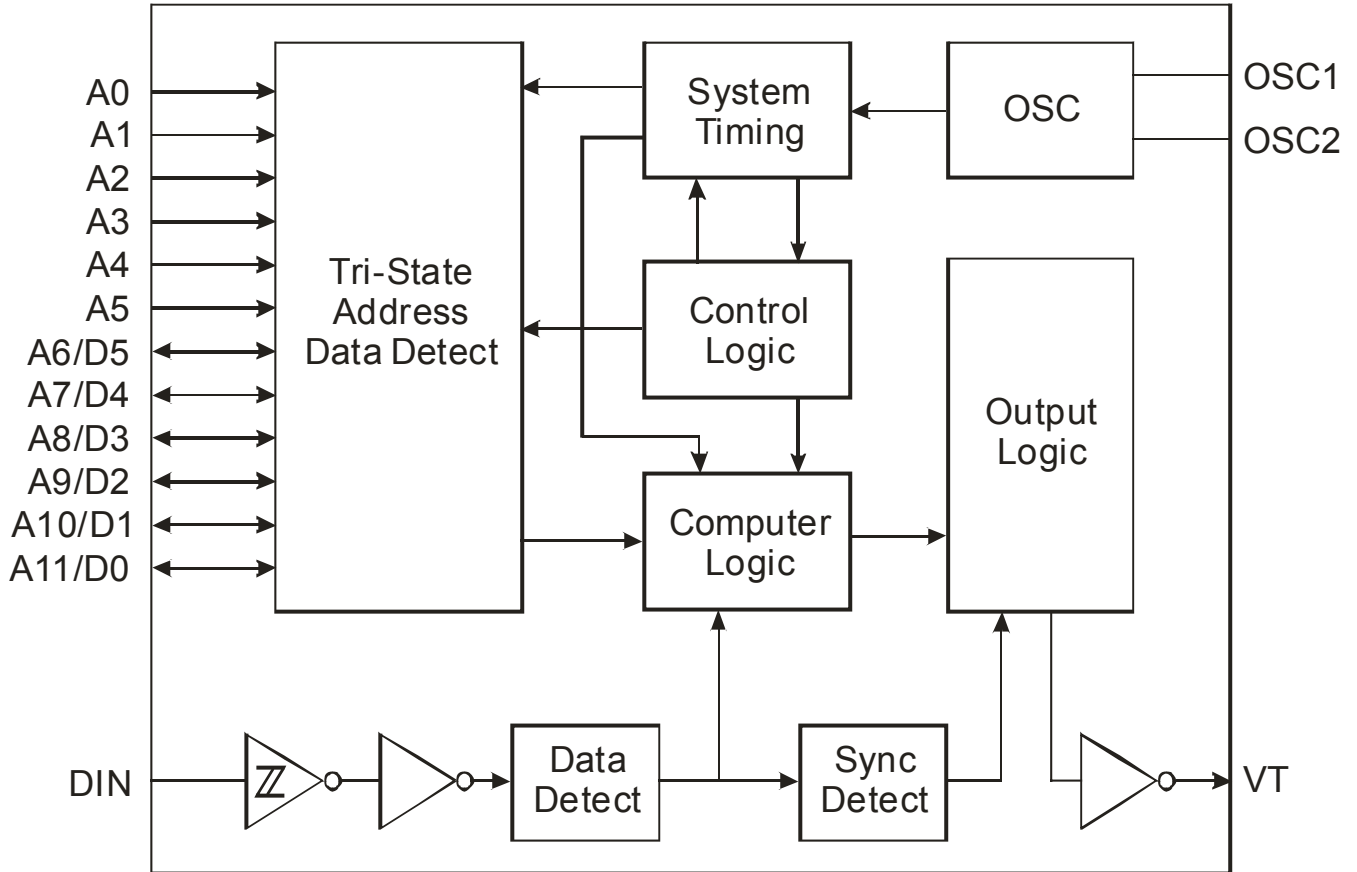 A0
A1
A2
A3
A4
A5
A6/D5
A7/D4
A8/D3
A9/D2
A10/D1
A11/D0
DIN
Tri-State
Address
Data Detect
System
Timing
OSC
OSC1
OSC2
Control
Logic
Output
Logic
Computer
Logic
Data
Detect
Sync
Detect
VT